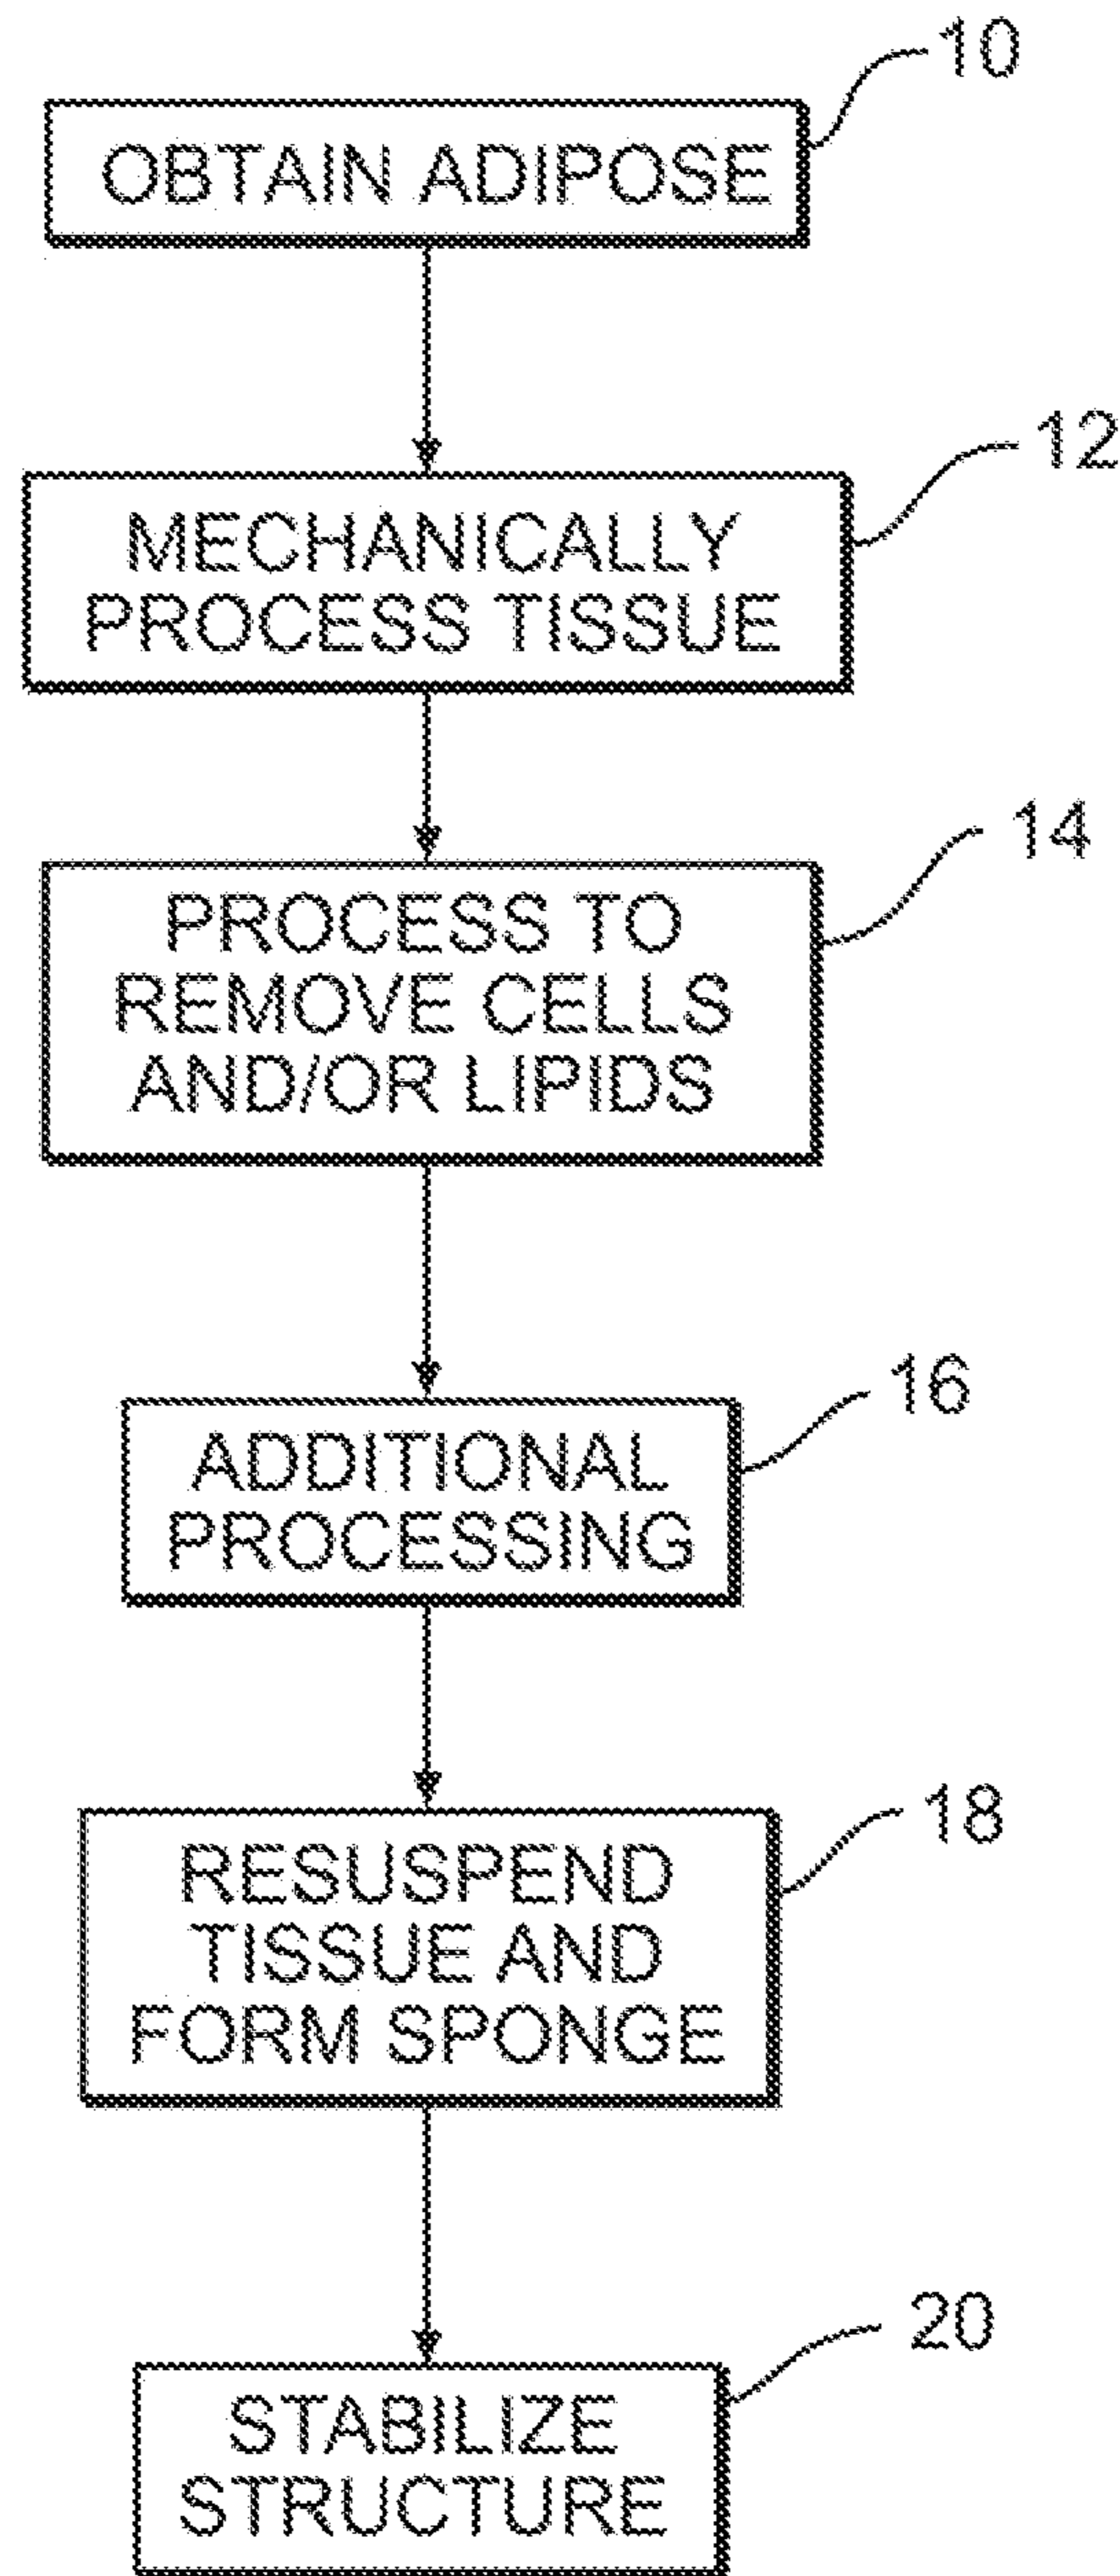 10
OBTAIN ADIPOSE
12
MECHANICALLY
PROCESS TISSUE
14
PROCESS TO
REMOVE CELLS
AND/OR LIPIDS
16
ADDITIONAL
PROCESSING
18
RESUSPEND
TISSUE AND
FORM SPONGE
20
STABILIZE
STRUCTURE